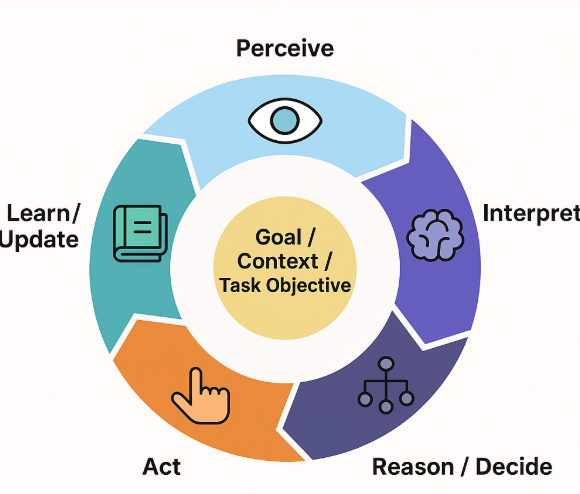 Perceive
Interpret
Reason / Decide
Act
Learn/
Update
Goal /
Context /
Task Objective